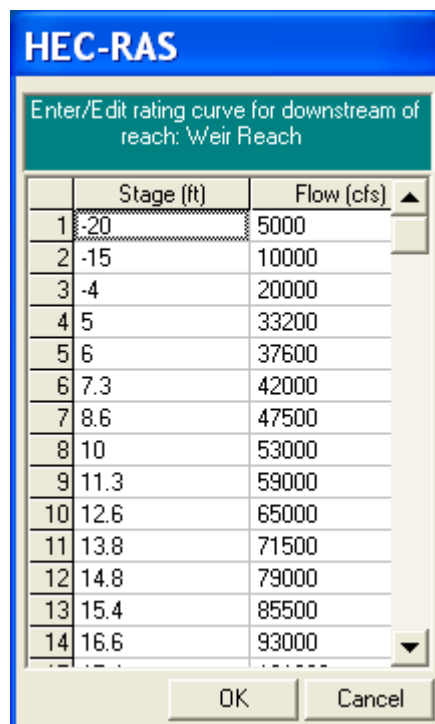 HEC-RAS
Enter/Edit rating curve for downstream of
reach: Weir Reach
Stage (ft) Flow (cfs)
1 -20 5000
2 -15 10000
3 -4 20000
4 5 33200
5 6 37600
6 7.3 42000
7 8.6 47500
8 10 53000
9 11.3 59000
10 12.6 65000
11 13.8 71500
12 14.8 79000
13 15.4 85500
14 16.6 93000
OK Cancel